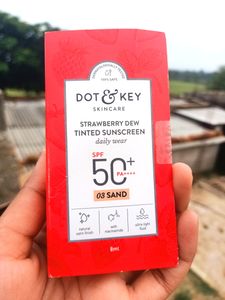 DOT & KEY
SKINCARE
STRAWBERRY DEW
TINTED SUNSCREEN
daily wear
SPF
50+
PA++++
03 SAND
natural satin finish
with niacinamide
ultra light fluid
8ml